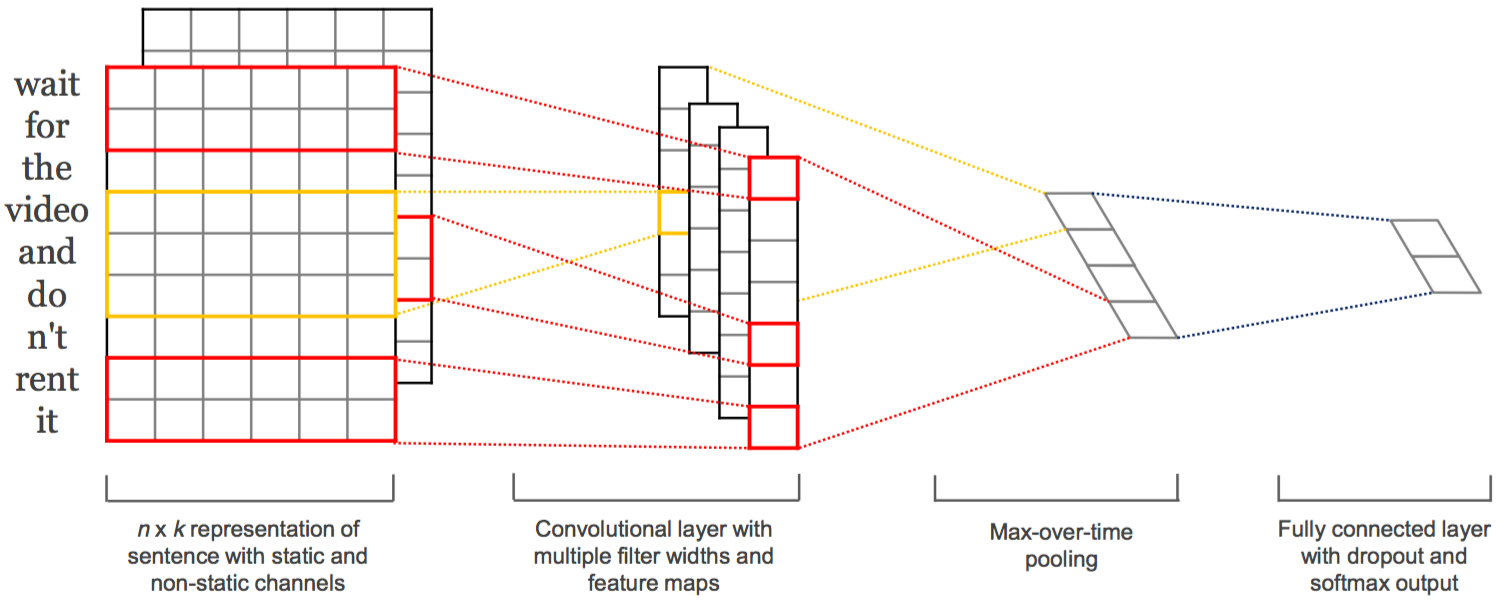 wait
for
the
video
and
do
n't
rent
it
n x k representation of
sentence with static and
non-static channels
Convolutional layer with
multiple filter widths and
feature maps
Max-over-time
pooling
Fully connected layer
with dropout and
softmax output